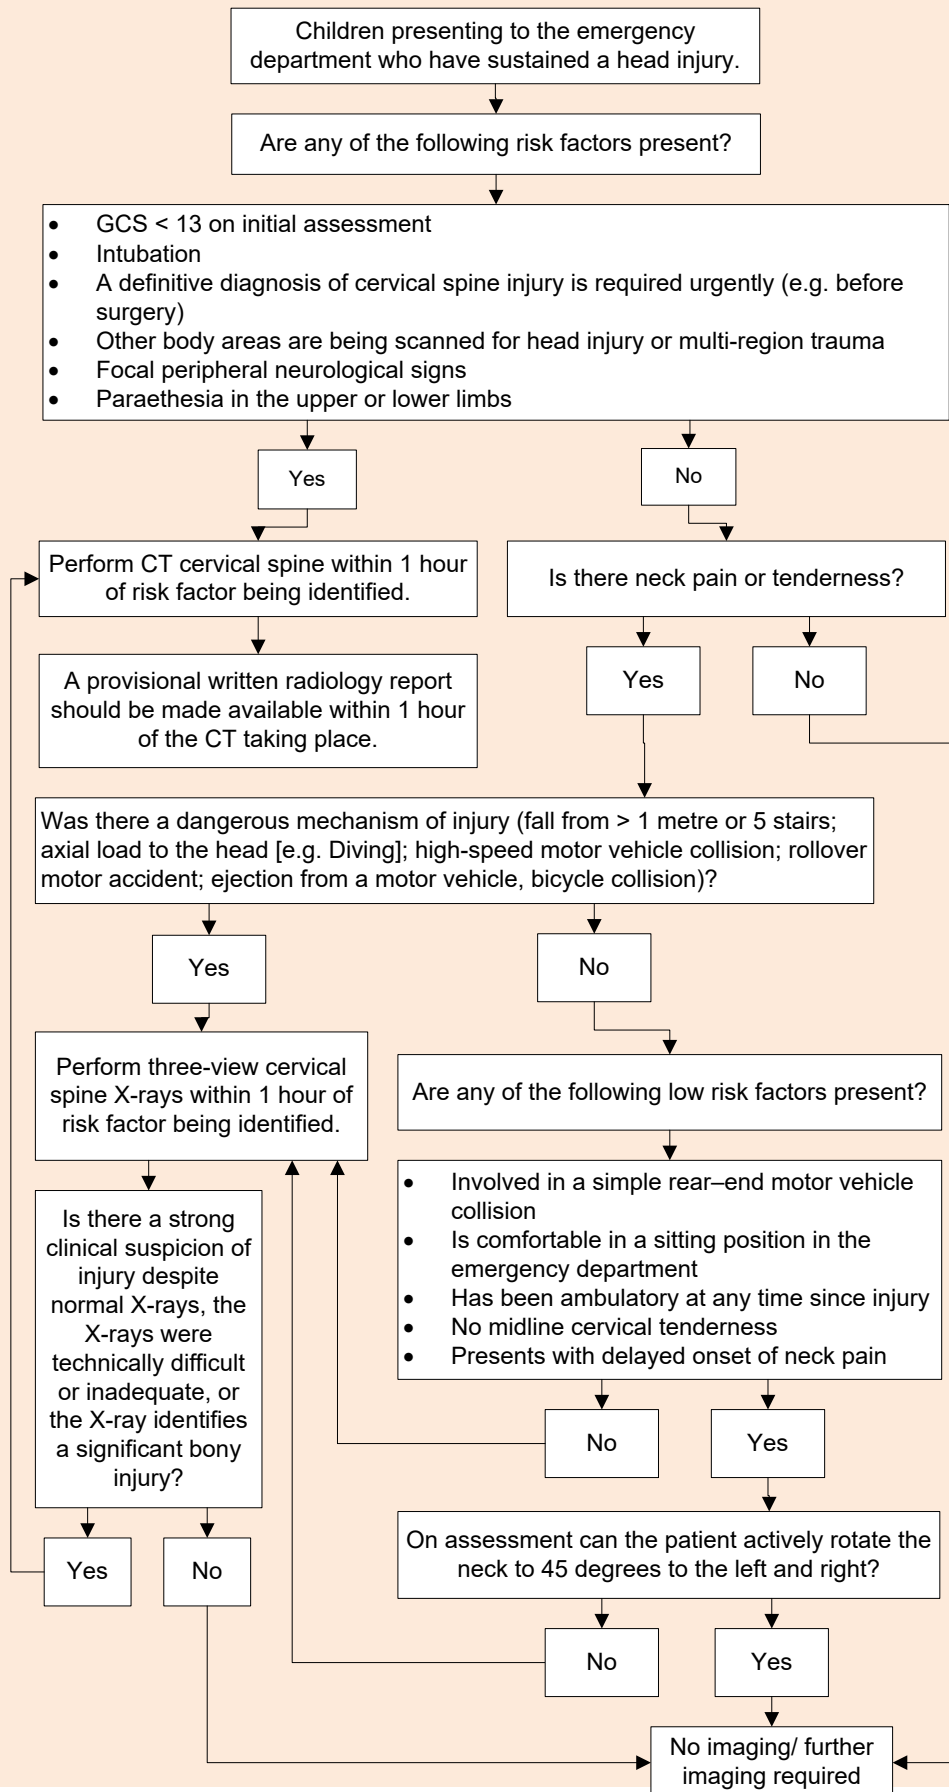 Children presenting to the emergency
department who have sustained a head injury.
Are any of the following risk factors present?
• GCS < 13 on initial assessment
• Intubation
• A definitive diagnosis of cervical spine injury is required urgently (e.g. before
surgery)
• Other body areas are being scanned for head injury or multi-region trauma
• Focal peripheral neurological signs
• Paraethesia in the upper or lower limbs
Yes
No
Perform CT cervical spine within 1 hour
of risk factor being identified.
Is there neck pain or tenderness?
A provisional written radiology report
should be made available within 1 hour
of the CT taking place.
Yes
No
Was there a dangerous mechanism of injury (fall from > 1 metre or 5 stairs;
axial load to the head [e.g. Diving]; high-speed motor vehicle collision; rollover
motor accident; ejection from a motor vehicle, bicycle collision)?
Yes
No
Perform three-view cervical
spine X-rays within 1 hour of
risk factor being identified.
Are any of the following low risk factors present?
• Involved in a simple rear–end motor vehicle
collision
• Is comfortable in a sitting position in the
emergency department
• Has been ambulatory at any time since injury
• No midline cervical tenderness
• Presents with delayed onset of neck pain
Is there a strong
clinical suspicion of
injury despite
normal X-rays, the
X-rays were
technically difficult
or inadequate, or
the X-ray identifies
a significant bony
injury?
No
Yes
On assessment can the patient actively rotate the
neck to 45 degrees to the left and right?
Yes
No
No
Yes
No imaging/ further
imaging required